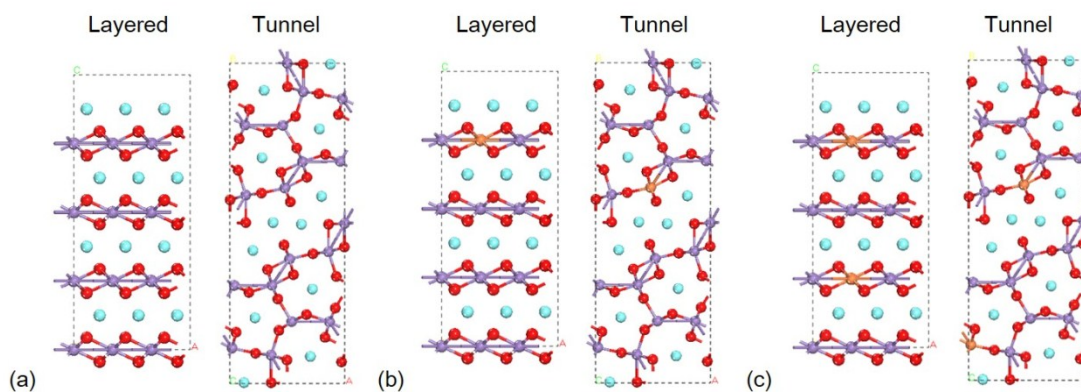 Layered Tunnel Layered Tunnel Layered Tunnel
C C C
A A A A A A
C C C
(a) (b) (c)